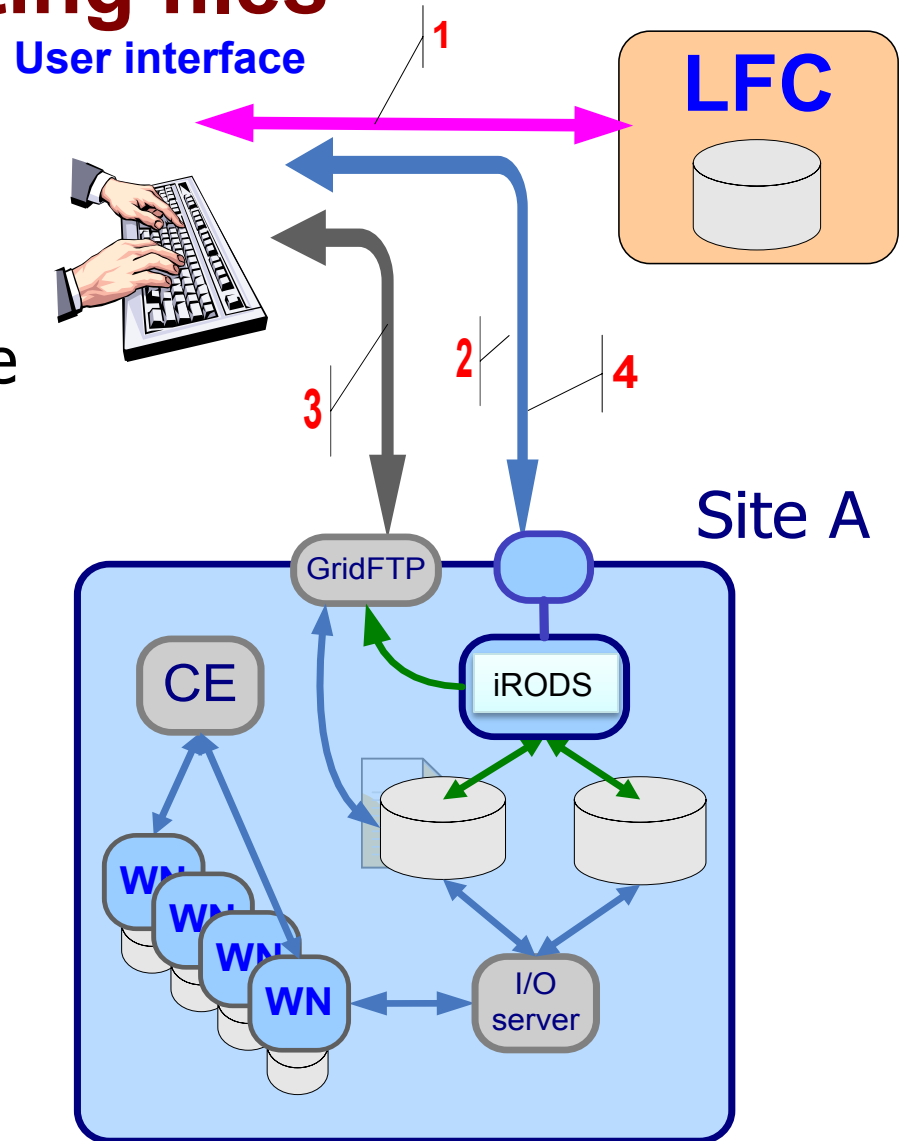 User interface
1
LFC
2
4
3
Site A
GridFTP
iRODS
CE
WN
WN
WN
WN
I/O
server